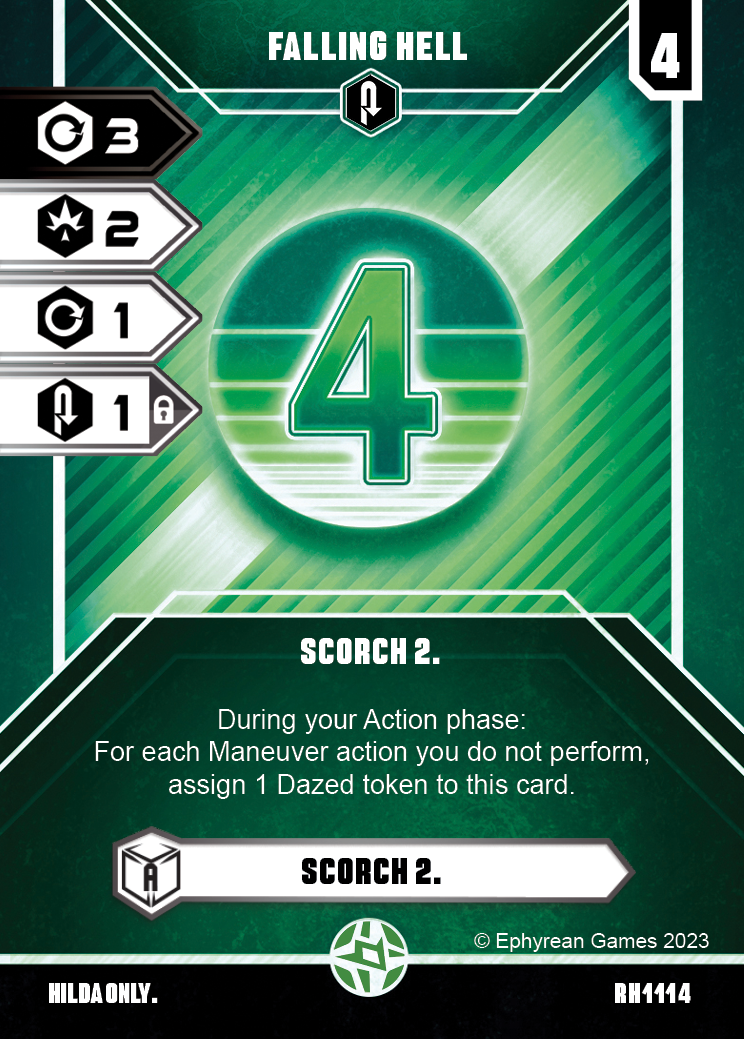 FALLING HELL
4
3
2
1
1
4
SCORCH 2.
During your Action phase:
For each Maneuver action you do not perform,
assign 1 Dazed token to this card.
A
SCORCH 2.
© Ephyrean Games 2023
HILDA ONLY.
RH1114